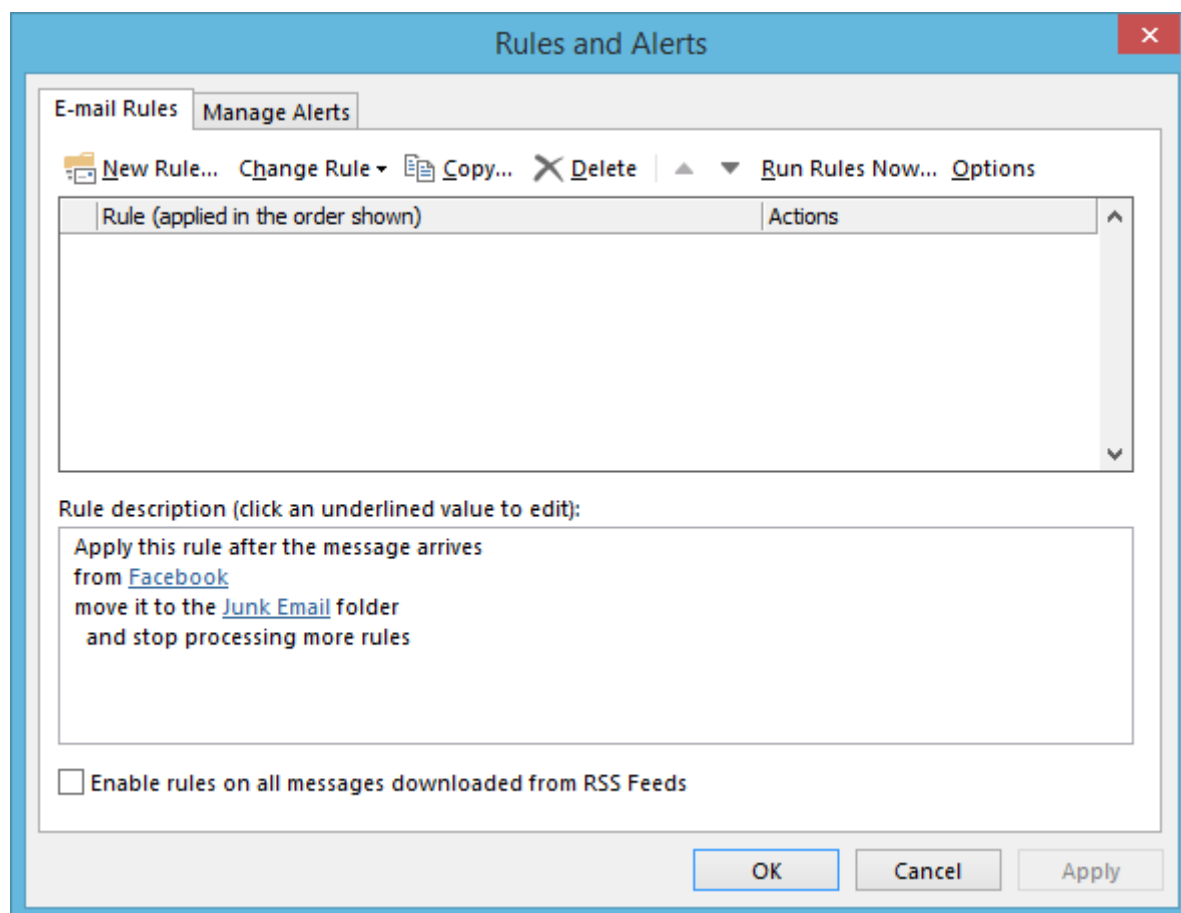 Rules and Alerts
E-mail Rules
Manage Alerts
New Rule... Change Rule Copy... Delete Run Rules Now... Options
Rule (applied in the order shown) Actions
Rule description (click an underlined value to edit):
Apply this rule after the message arrives
from Facebook
move it to the Junk Email folder
and stop processing more rules
Enable rules on all messages downloaded from RSS Feeds
OK Cancel Apply